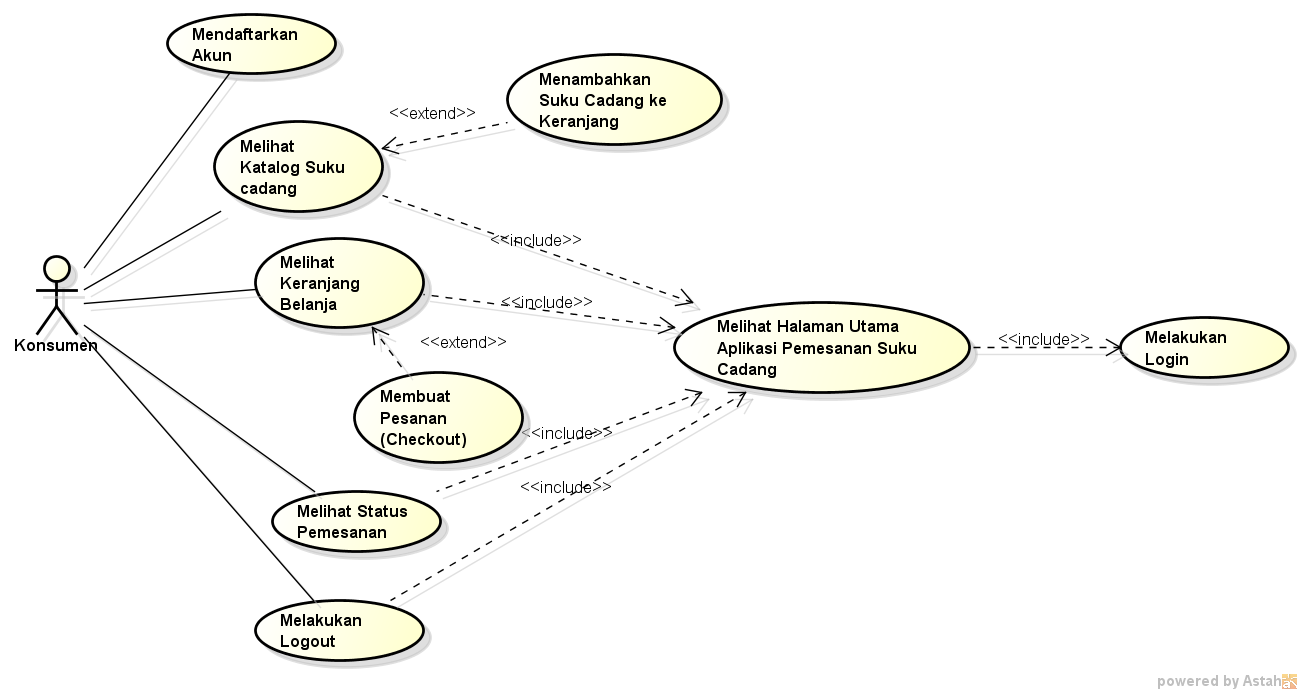 Mendaftarkan
Akun
Menambahkan
Suku Cadang ke
Keranjang
<<extend>>
Melihat
Katalog Suku
cadang
<<include>>
Melihat
Keranjang
Belanja
<<include>>
Konsumen
<<extend>>
Melihat Halaman Utama
Aplikasi Pemesanan Suku
Cadang
<<include>>
Melakukan
Login
Membuat
Pesanan
(Checkout)
<<include>>
<<include>>
Melihat Status
Pemesanan
Melakukan
Logout
powered by Astah